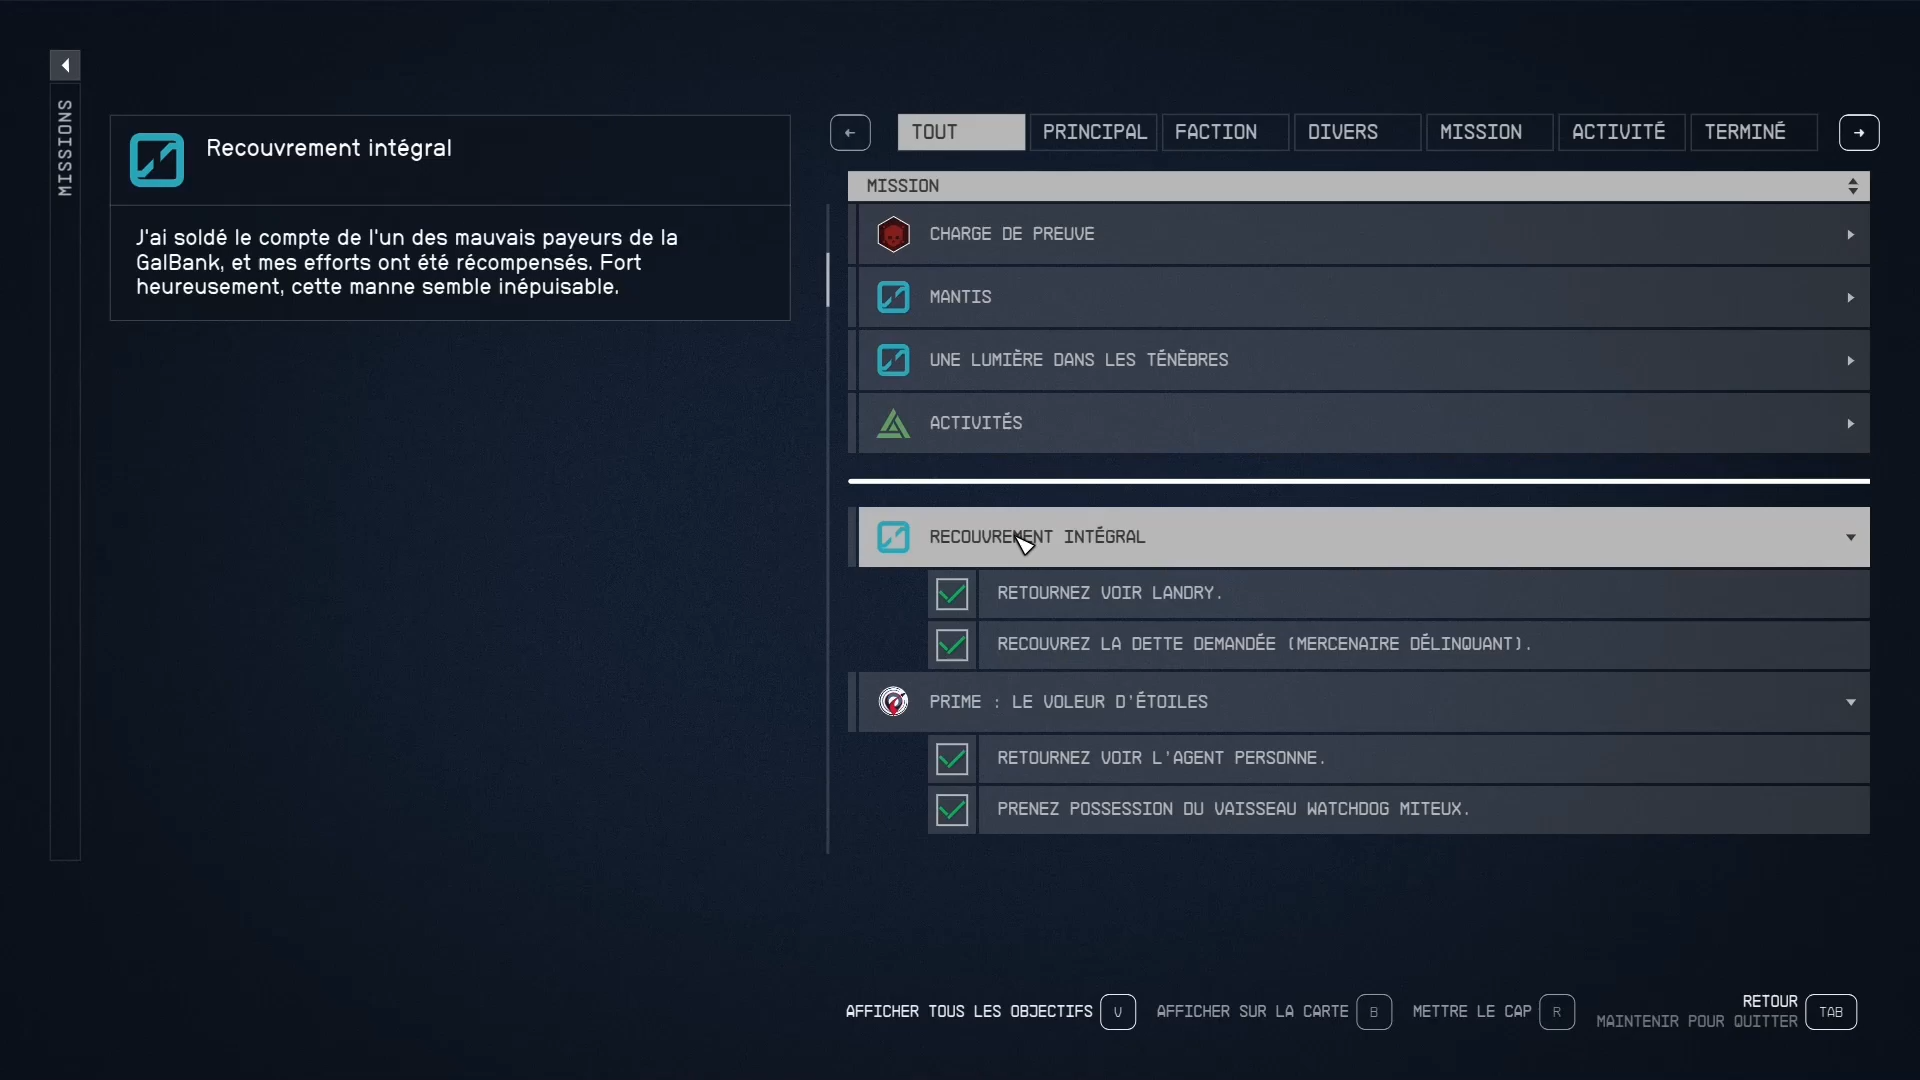 MISSIONS
Recouvrement intégral
J'ai soldé le compte de l'un des mauvais payeurs de la
GalBank, et mes efforts ont été récompensés. Fort
heureusement, cette manne semble inépuisable.
TOUT
PRINCIPAL
FACTION
DIVERS
MISSION
ACTIVITÉ
TERMINÉ
MISSION
CHARGE DE PREUVE
MANTIS
UNE LUMIÈRE DANS LES TÉNÈBRES
ACTIVITÉS
RECOUVREMENT INTÉGRAL
RETOURNEZ VOIR LANDRY.
RECOUVREZ LA DETTE DEMANDÉE (MERCENAIRE DÉLINQUANT).
PRIME : LE VOLEUR D'ÉTOILES
RETOURNEZ VOIR L'AGENT PERSONNE.
PRENEZ POSSESSION DU VAISSEAU WATCHDOG MITEUX.
AFFICHER TOUS LES OBJECTIFS V
AFFICHER SUR LA CARTE B
METTRE LE CAP R
RETOUR
MAINTENIR POUR QUITTER TAB